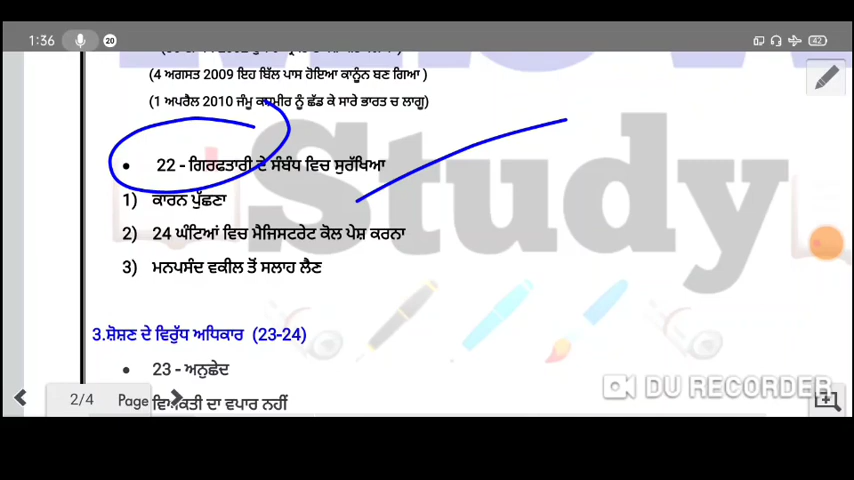 1:36
20
42
(4 ਅਗਸਤ 2009 ਇਹ ਬਿੱਲ ਪਾਸ ਹੋਇਆ ਕਾਨੂੰਨ ਬਣ ਗਿਆ )
(1 ਅਪਰੈਲ 2010 ਜੰਮੂ ਕਸ਼ਮੀਰ ਨੂੰ ਛੱਡ ਕੇ ਸਾਰੇ ਭਾਰਤ ਚ ਲਾਗੂ)
• 22 - ਗਿਰਫਤਾਰੀ ਦੇ ਸੰਬੰਧ ਵਿਚ ਸੁਰੱਖਿਆ
1) ਕਾਰਨ ਪੁੱਛਣਾ
2) 24 ਘੰਟਿਆਂ ਵਿਚ ਮੈਜਿਸਟਰੇਟ ਕੋਲ ਪੇਸ਼ ਕਰਨਾ
3) ਮਨਪਸੰਦ ਵਕੀਲ ਤੋਂ ਸਲਾਹ ਲੈਣ
Study
3.ਸ਼ੋਸ਼ਣ ਦੇ ਵਿਰੁੱਧ ਅਧਿਕਾਰ (23-24)
• 23 - ਅਨੁਛੇਦ
DU RECORDER
2/4 Page
ਦਾ ਵਪਾਰ ਨਹੀਂ